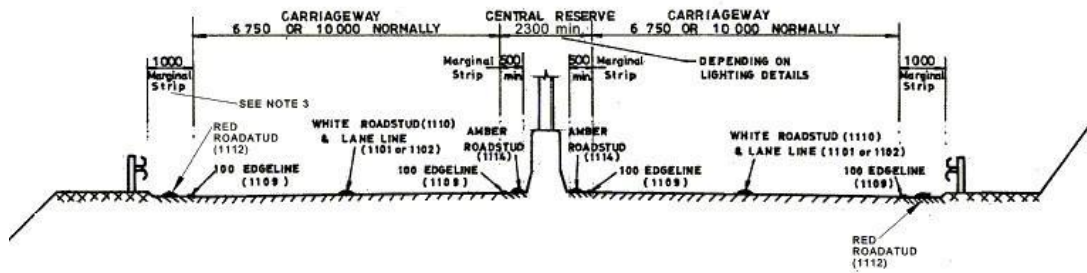 CARRIAGEWAY
6 750 OR 10 000 NORMALLY
CENTRAL RESERVE
2300 min.
CARRIAGEWAY
6 750 OR 10 000 NORMALLY
1000
Marginal
Strip
SEE NOTE 3
Marginal
Strip
500
min
500
min
Marginal
Strip
DEPENDING ON
LIGHTING DETAILS
1000
Marginal
Strip
RED
ROADATUD
(1112)
WHITE ROADSTUD (1110)
& LANE LINE (1101 or 1102)
AMBER
ROADSTUD
(1114)
AMBER
ROADSTUD
(1114)
WHITE ROADSTUD (1110)
& LANE LINE (1101 or 1102)
100 EDGELINE
(1109)
100 EDGELINE
(1109)
100 EDGELINE
(1109)
100 EDGELINE
(1109)
RED
ROADATUD
(1112)